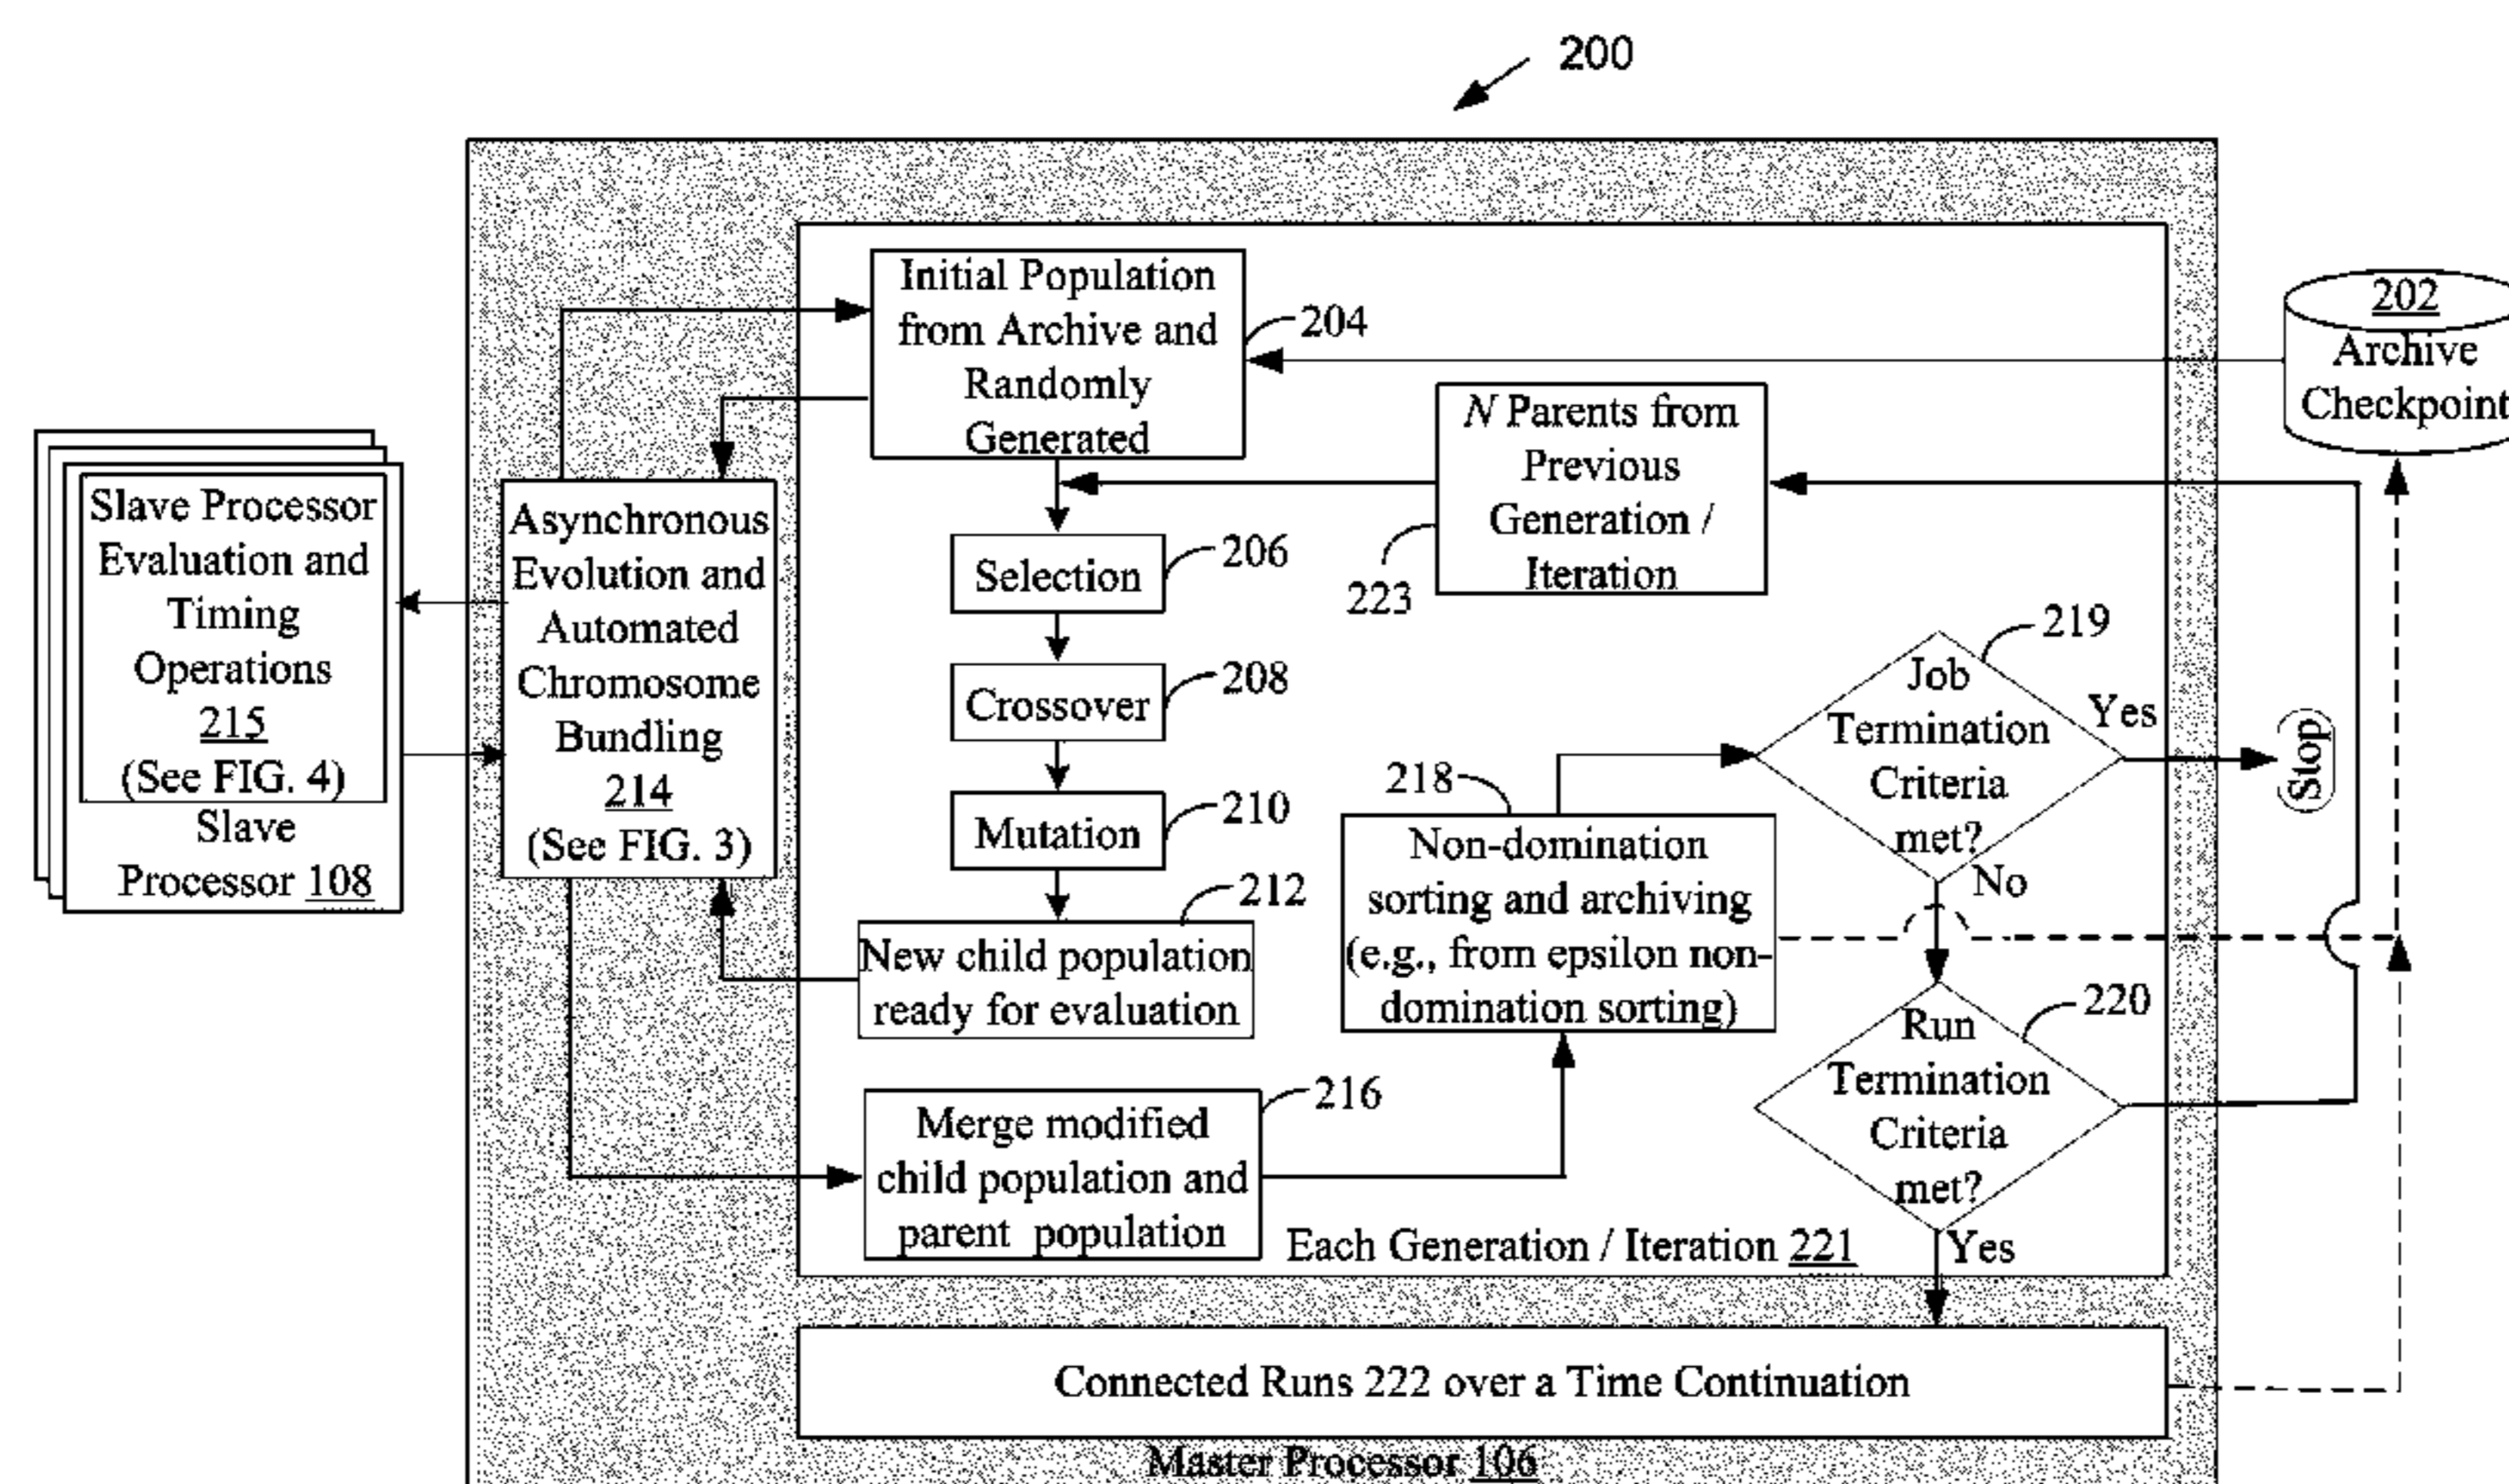 200
Initial Population
from Archive and
Randomly
Generated
204
202
Archive
Checkpoint
N Parents from
Previous
Generation /
Iteration
223
Slave Processor
Evaluation and
Timing
Operations
215
(See FIG. 4)
Slave
Processor 108
Asynchronous
Evolution and
Automated
Chromosome
Bundling
214
(See FIG. 3)
Selection
206
Crossover
208
Mutation
210
New child population
ready for evaluation
212
Merge modified
child population and
parent population
216
218
Non-domination
sorting and archiving
(e.g., from epsilon non-
domination sorting)
219
Job
Termination
Criteria
met?
Yes
Stop
No
220
Run
Termination
Criteria
met?
Yes
Each Generation / Iteration 221
Connected Runs 222 over a Time Continuation
Master Processor 106